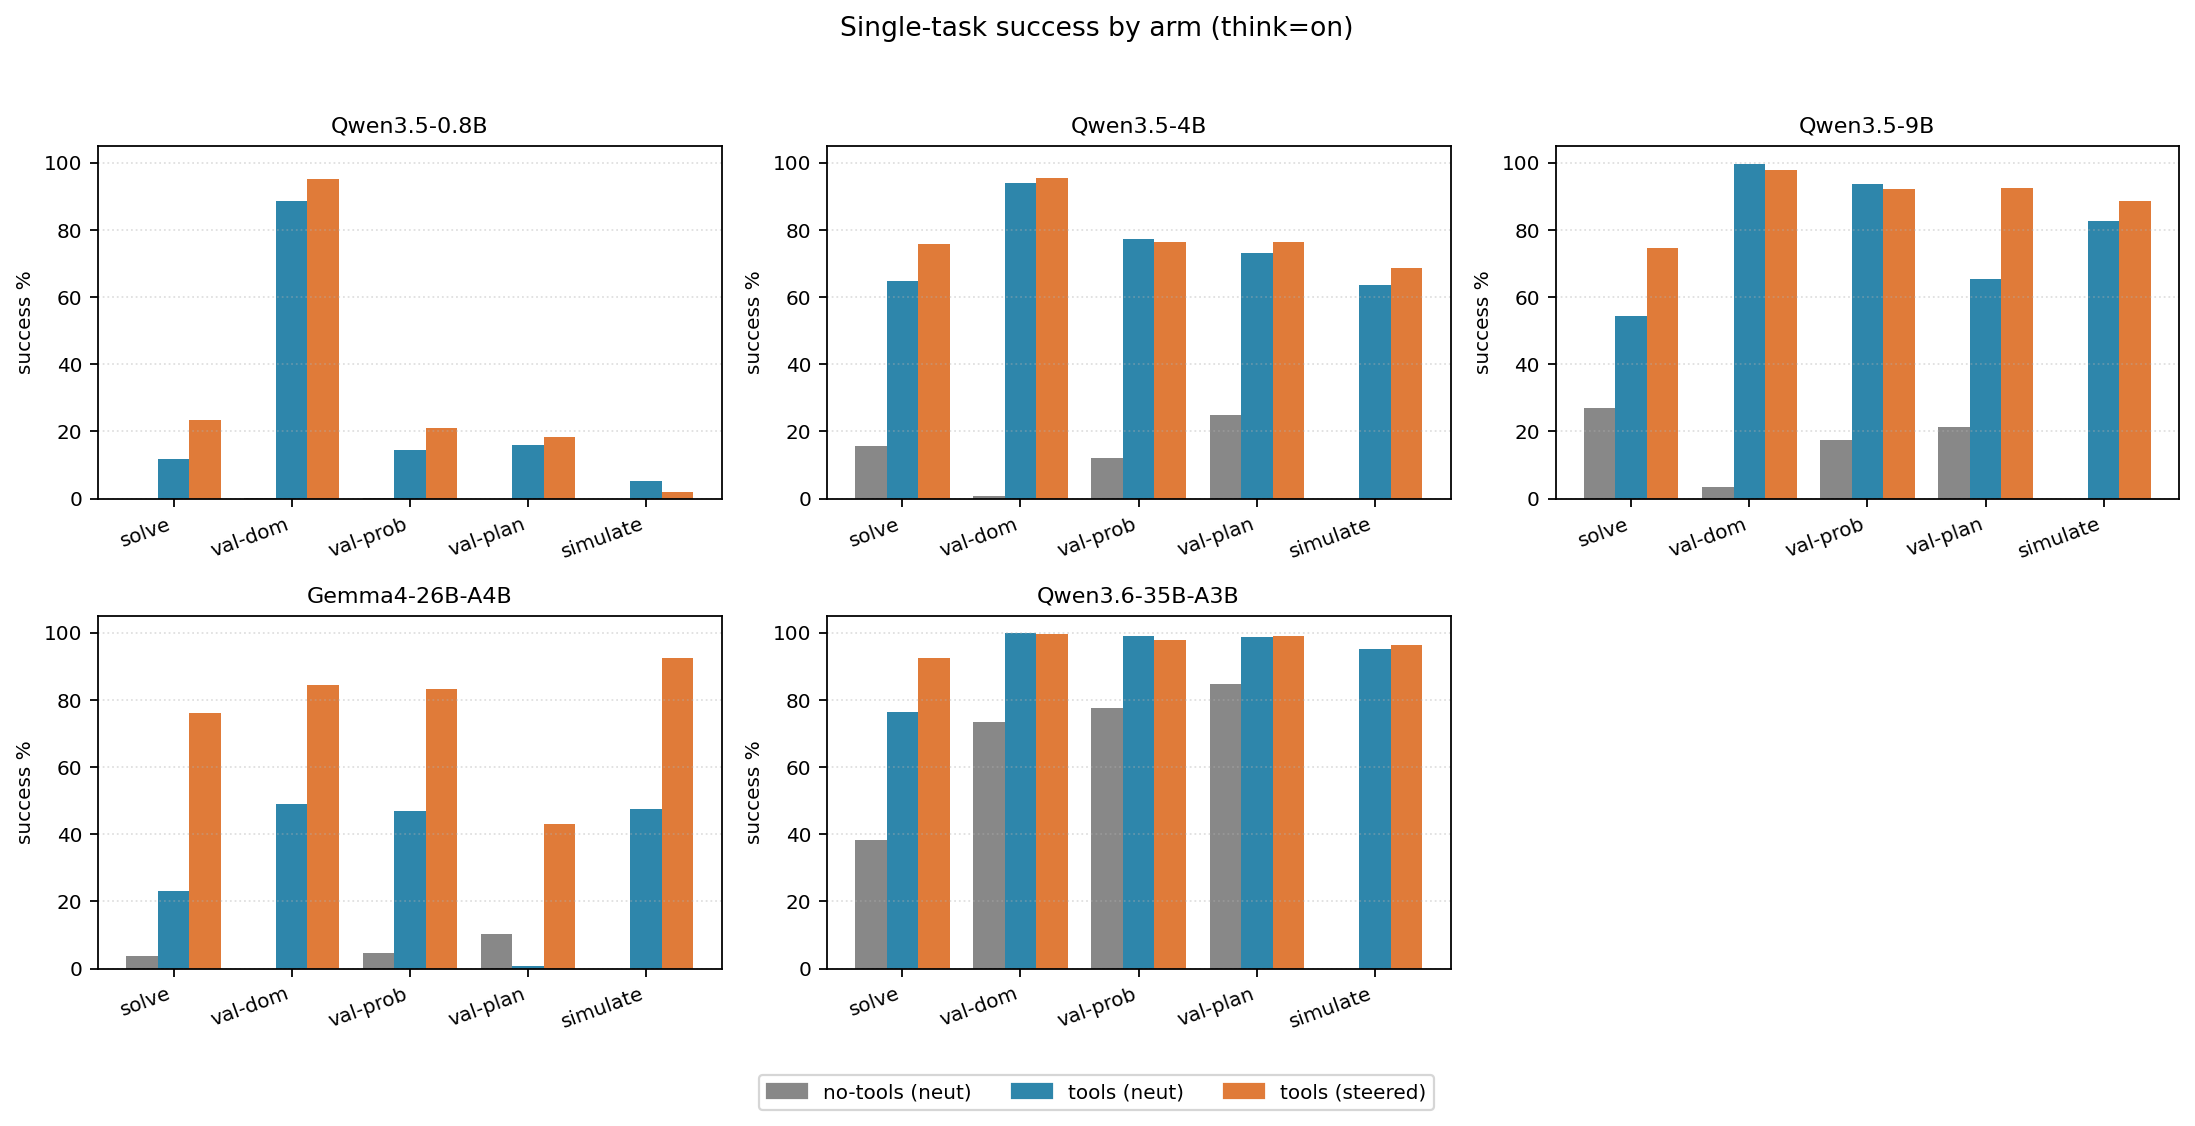 Single-task success by arm (think=on)
Qwen3.5-0.8B
success %
100
80
60
40
20
0
solve
val-dom
val-prob
val-plan
simulate
Qwen3.5-4B
success %
100
80
60
40
20
0
solve
val-dom
val-prob
val-plan
simulate
Qwen3.5-9B
success %
100
80
60
40
20
0
solve
val-dom
val-prob
val-plan
simulate
Gemma4-26B-A4B
success %
100
80
60
40
20
0
solve
val-dom
val-prob
val-plan
simulate
Qwen3.6-35B-A3B
success %
100
80
60
40
20
0
solve
val-dom
val-prob
val-plan
simulate
no-tools (neut)
tools (neut)
tools (steered)